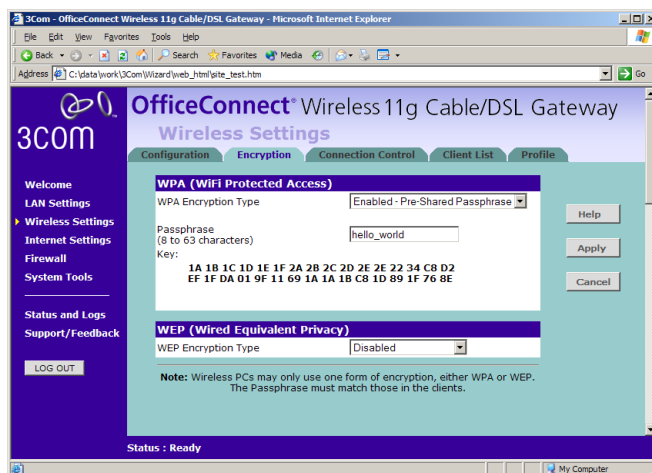 3Com - OfficeConnect Wireless 11g Cable/DSL Gateway - Microsoft Internet Explorer
File Edit View Favorites Tools Help
Back Search Favorites Media
Address C:\data\work\3Com\Wizard\web_html\site_test.htm Go
3COM
OfficeConnect® Wireless 11g Cable/DSL Gateway
Wireless Settings
Configuration Encryption Connection Control Client List Profile
Welcome
LAN Settings
Wireless Settings
Internet Settings
Firewall
System Tools
Status and Logs
Support/Feedback
LOG OUT
WPA (WiFi Protected Access)
WPA Encryption Type Enabled - Pre-Shared Passphrase
Passphrase
(8 to 63 characters) hello_world
Key:
1A 1B 1C 1D 1E 1F 2A 2B 2C 2D 2E 2E 22 34 C8 D2
EF 1F DA 01 9F 11 69 1A 1A 1B C8 1D 89 1F 76 8E
Help
Apply
Cancel
WEP (Wired Equivalent Privacy)
WEP Encryption Type Disabled
Note: Wireless PCs may only use one form of encryption, either WPA or WEP.
The Passphrase must match those in the clients.
Status : Ready
My Computer